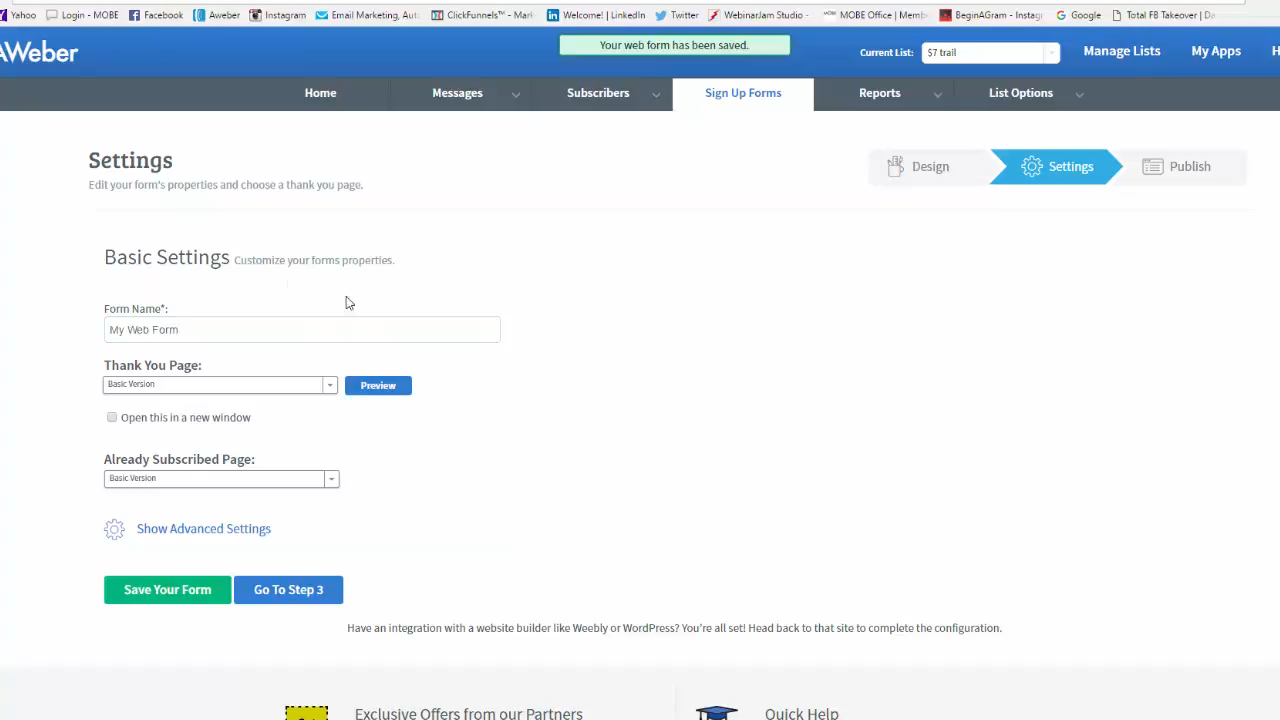 Yahoo Login - MOBE Facebook Aweber Instagram Email Marketing, Aut ClickFunnels™ - Mark Welcome! | LinkedIn Twitter WebinarJam Studio - MOBE Office | Memb BeginAGram - Instag Google Total FB Takeover | Da
AWeber
Your web form has been saved.
Current List: $7 trail Manage Lists My Apps H
Home Messages Subscribers Sign Up Forms Reports List Options
Settings
Edit your form's properties and choose a thank you page.
Design Settings Publish
Basic Settings Customize your forms properties.
Form Name*:
My Web Form
Thank You Page:
Basic Version Preview
Open this in a new window
Already Subscribed Page:
Basic Version
Show Advanced Settings
Save Your Form Go To Step 3
Have an integration with a website builder like Weebly or WordPress? You're all set! Head back to that site to complete the configuration.
Exclusive Offers from our Partners Quick Help